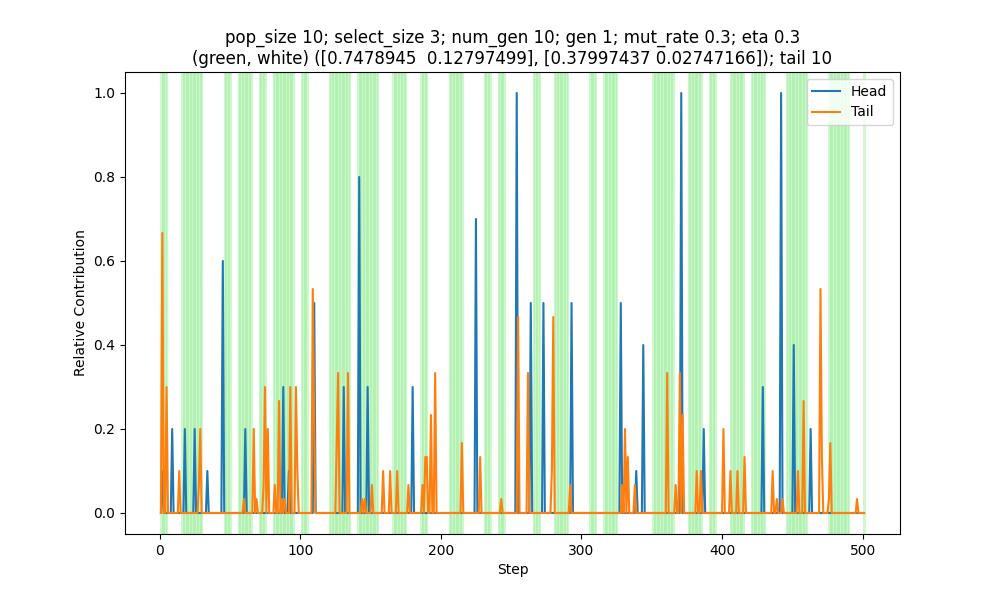 pop_size 10; select_size 3; num_gen 10; gen 1; mut_rate 0.3; eta 0.3
(green, white) ([0.7478945  0.12797499], [0.37997437 0.02747166]); tail 10
Head
Tail
1.0
0.8
0.6
0.4
0.2
0.0
Relative Contribution
0
100
200
300
400
500
Step